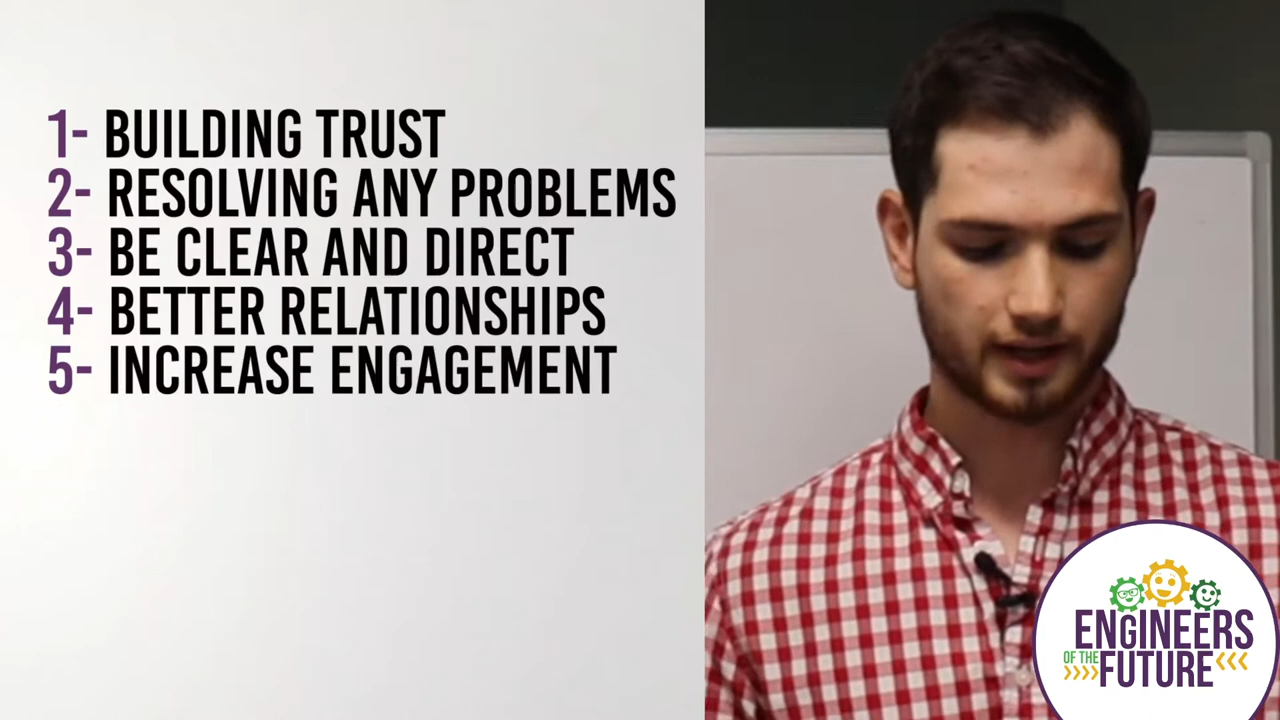 1- BUILDING TRUST
2- RESOLVING ANY PROBLEMS
3- BE CLEAR AND DIRECT
4- BETTER RELATIONSHIPS
5- INCREASE ENGAGEMENT
ENGINEERS
OF THE FUTURE